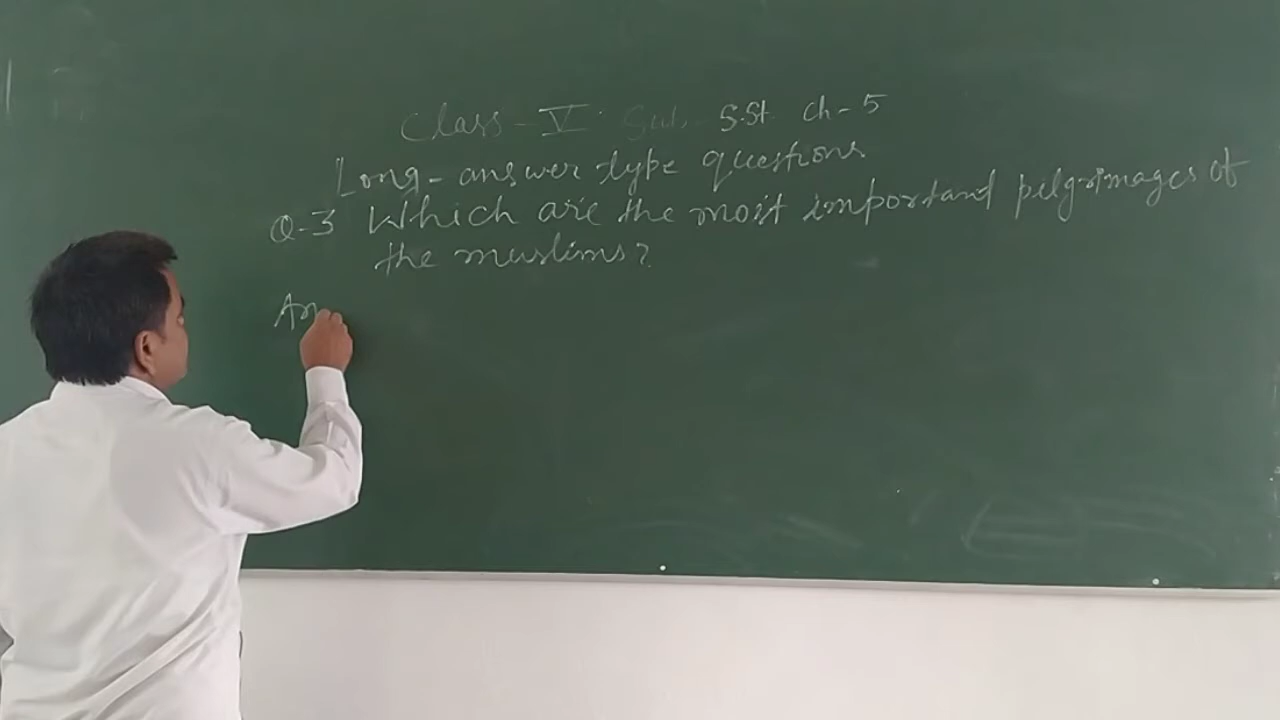 Class - V Sub. S.St. Ch-5
Long-answer type questions
Q-3 Which are the most important pilgrimages of
the muslims?
An